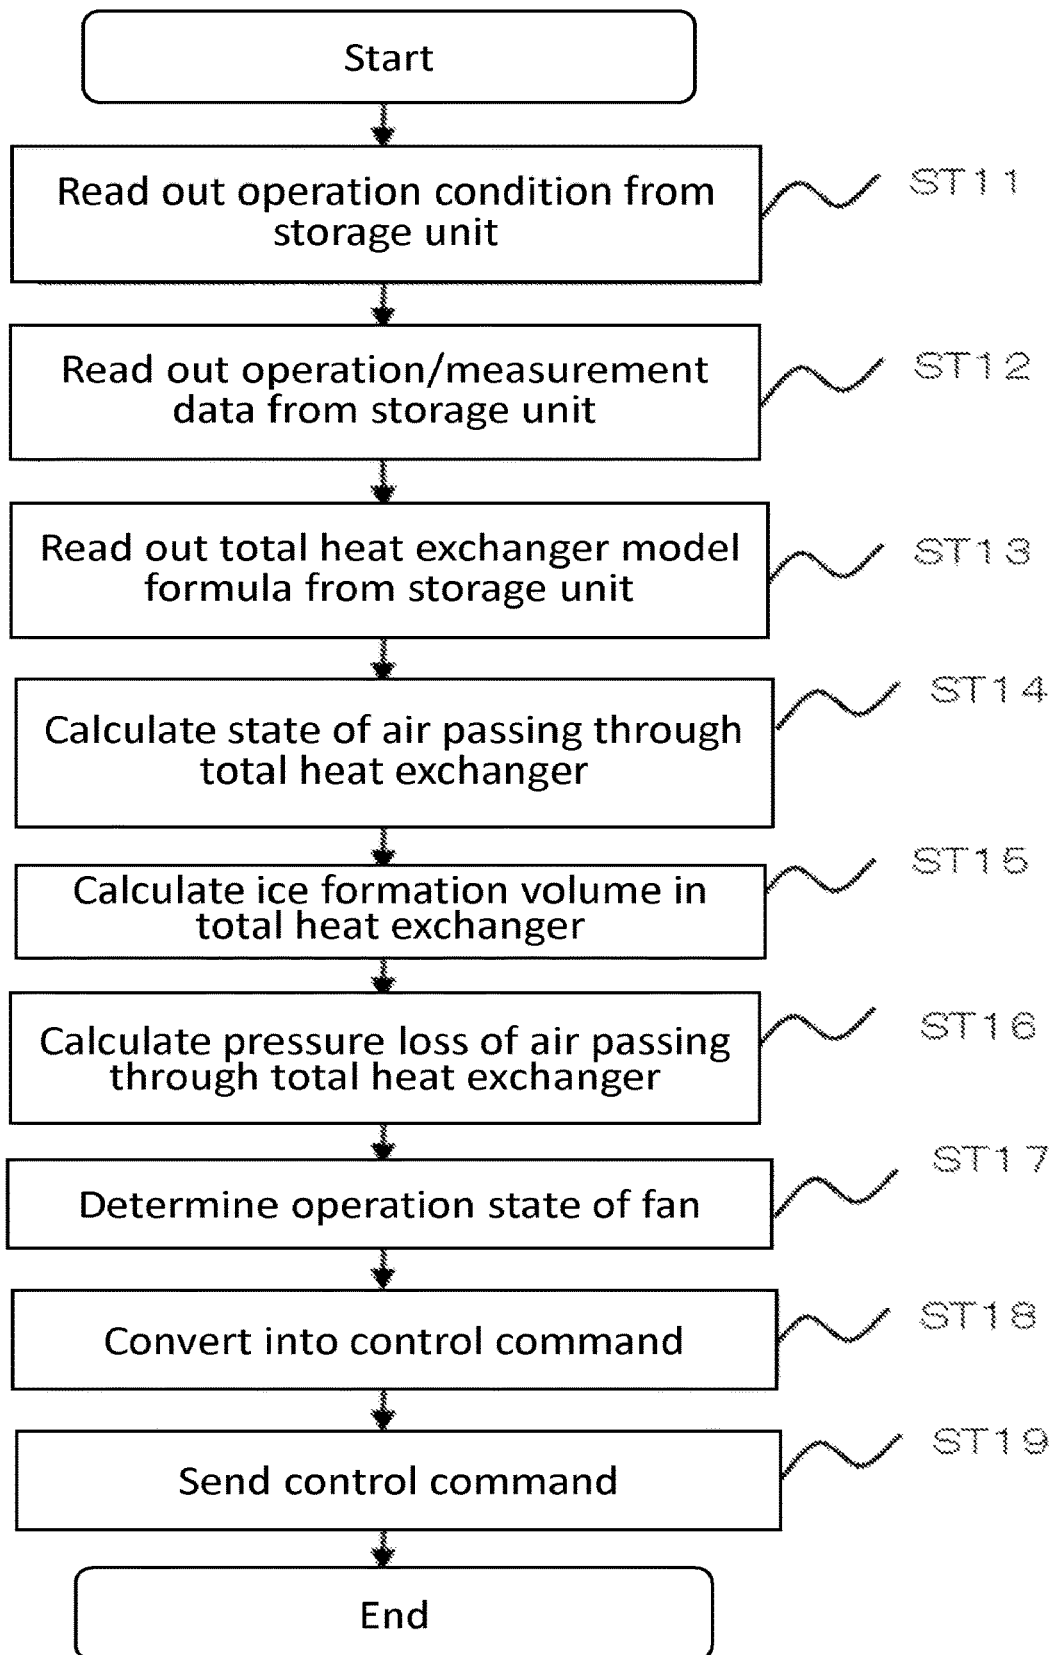 Start
Read out operation condition from
storage unit
ST11
Read out operation/measurement
data from storage unit
ST12
Read out total heat exchanger model
formula from storage unit
ST13
Calculate state of air passing through
total heat exchanger
ST14
Calculate ice formation volume in
total heat exchanger
ST15
Calculate pressure loss of air passing
through total heat exchanger
ST16
Determine operation state of fan
ST17
Convert into control command
ST18
Send control command
ST19
End